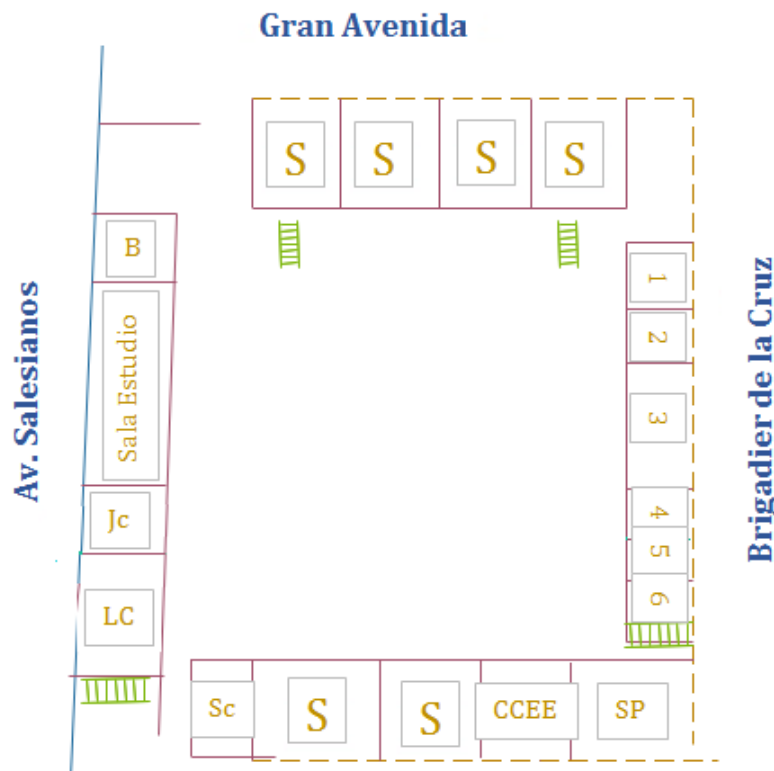 Gran Avenida
S S S S
B
1
2
Sala Estudio
3
Av. Salesianos
Brigadier de la Cruz
Jc
4
5
6
LC
Sc S S CCEE SP